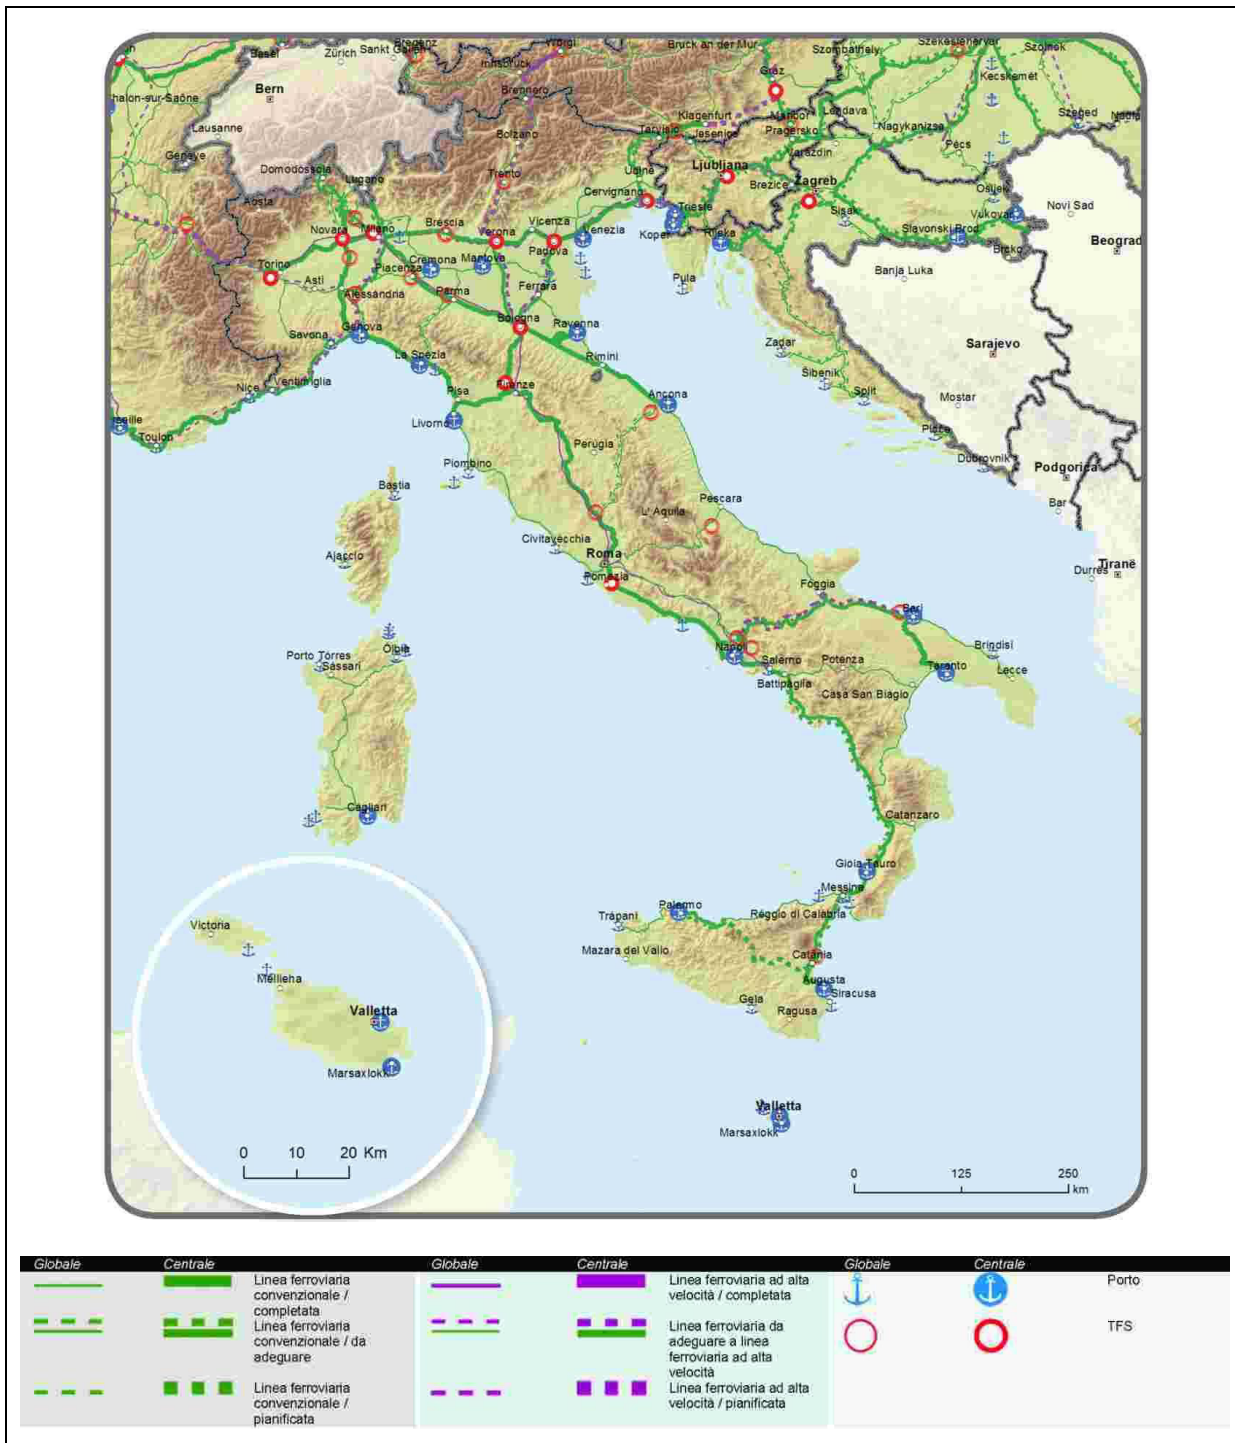 Basel
Zürich
Bregenz
Wörgl
Innsbruck
Bruck an der Mur
Szombathely
Székesfehérvár
Szolnok
Graz
Kecskemét
Bern
Brennero
halon-sur-Saône
Klagenfurt
Maribor
Lendava
Szeged
Lausanne
Bolzano
Tarvisio
Jesenice
Pragersko
Nagykanizsa
Varazdin
Pécs
Genève
Domodossola
Lugano
Trento
Udine
Ljubljana
Zagreb
Brezice
Cervignano
Osijek
Aosta
Trieste
Sisak
Vukovar
Novi Sad
Novara
Milano
Brescia
Verona
Vicenza
Padova
Venezia
Koper
Rijeka
Slavonski Brod
Brcko
Beograd
Torino
Asti
Piacenza
Cremona
Mantova
Pula
Banja Luka
Alessandria
Parma
Ferrara
Savona
Genova
Bologna
Ravenna
Zadar
Sarajevo
La Spezia
Rimini
Sibenik
Nice
Ventimiglia
Pisa
Firenze
Ancona
Split
Mostar
rseille
Toulon
Livorno
Ploce
Perugia
Dubrovnik
Piombino
Podgorica
Bastia
Pescara
Bar
L' Aquila
Civitavecchia
Ajaccio
Roma
Tiranë
Durres
Pomezia
Foggia
Bari
Porto Torres
Olbia
Sassari
Napoli
Salerno
Potenza
Brindisi
Taranto
Lecce
Battipaglia
Casa San Biagio
Cagliari
Catanzaro
Gioia Tauro
Messina
Palermo
Reggio di Calabria
Trapani
Victoria
Mazara del Vallo
Catania
Mellieha
Augusta
Siracusa
Gela
Ragusa
Valletta
Marsaxlokk
Valletta
Marsaxlokk
0 10 20 Km
0 125 250
km
Globale Centrale Globale Centrale Globale Centrale
Linea ferroviaria
convenzionale /
completata
Linea ferroviaria
convenzionale / da
adeguare
Linea ferroviaria
convenzionale /
pianificata
Linea ferroviaria ad alta
velocità / completata
Linea ferroviaria da
adeguare a linea
ferroviaria ad alta
velocità
Linea ferroviaria ad alta
velocità / pianificata
Porto
TFS